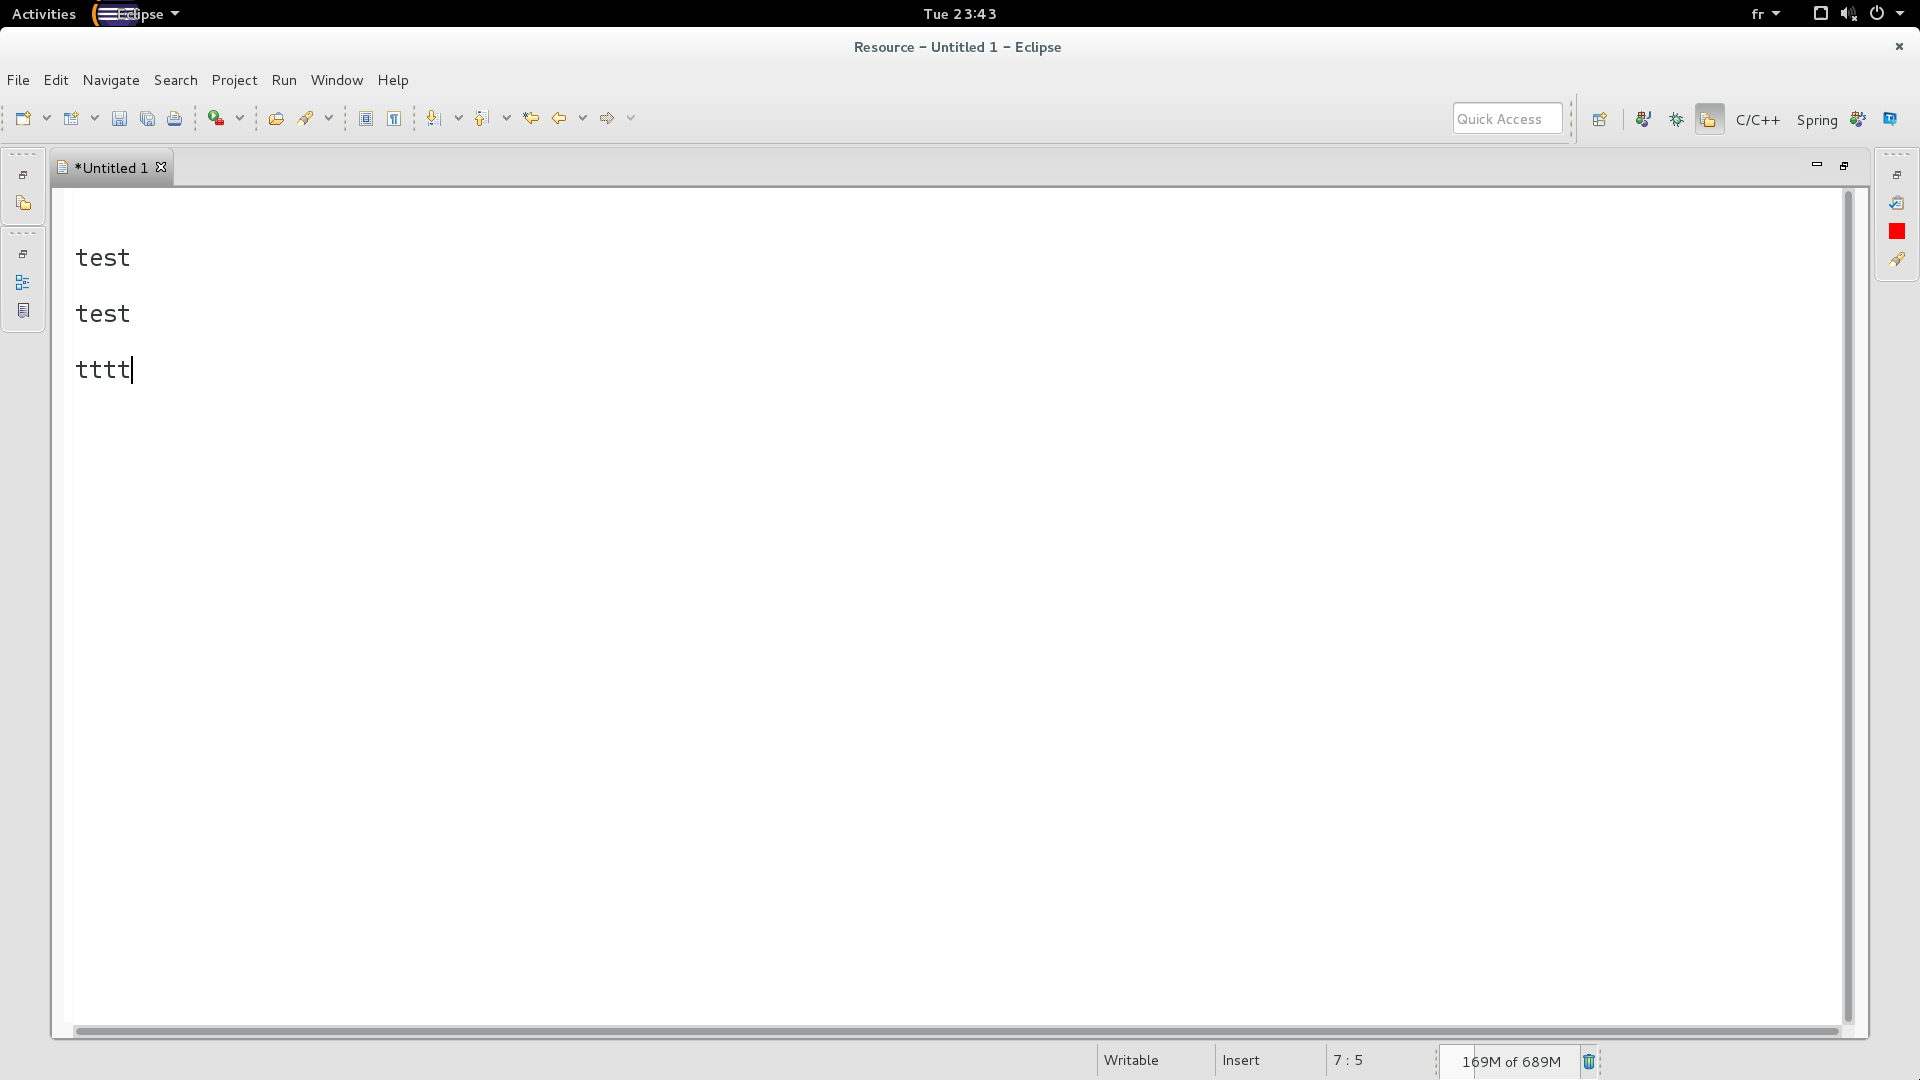 Activities Eclipse Tue 23:43 fr
Resource – Untitled 1 – Eclipse
File Edit Navigate Search Project Run Window Help
Quick Access C/C++ Spring
*Untitled 1
test
test
tttt
Writable Insert 7 : 5 169M of 689M